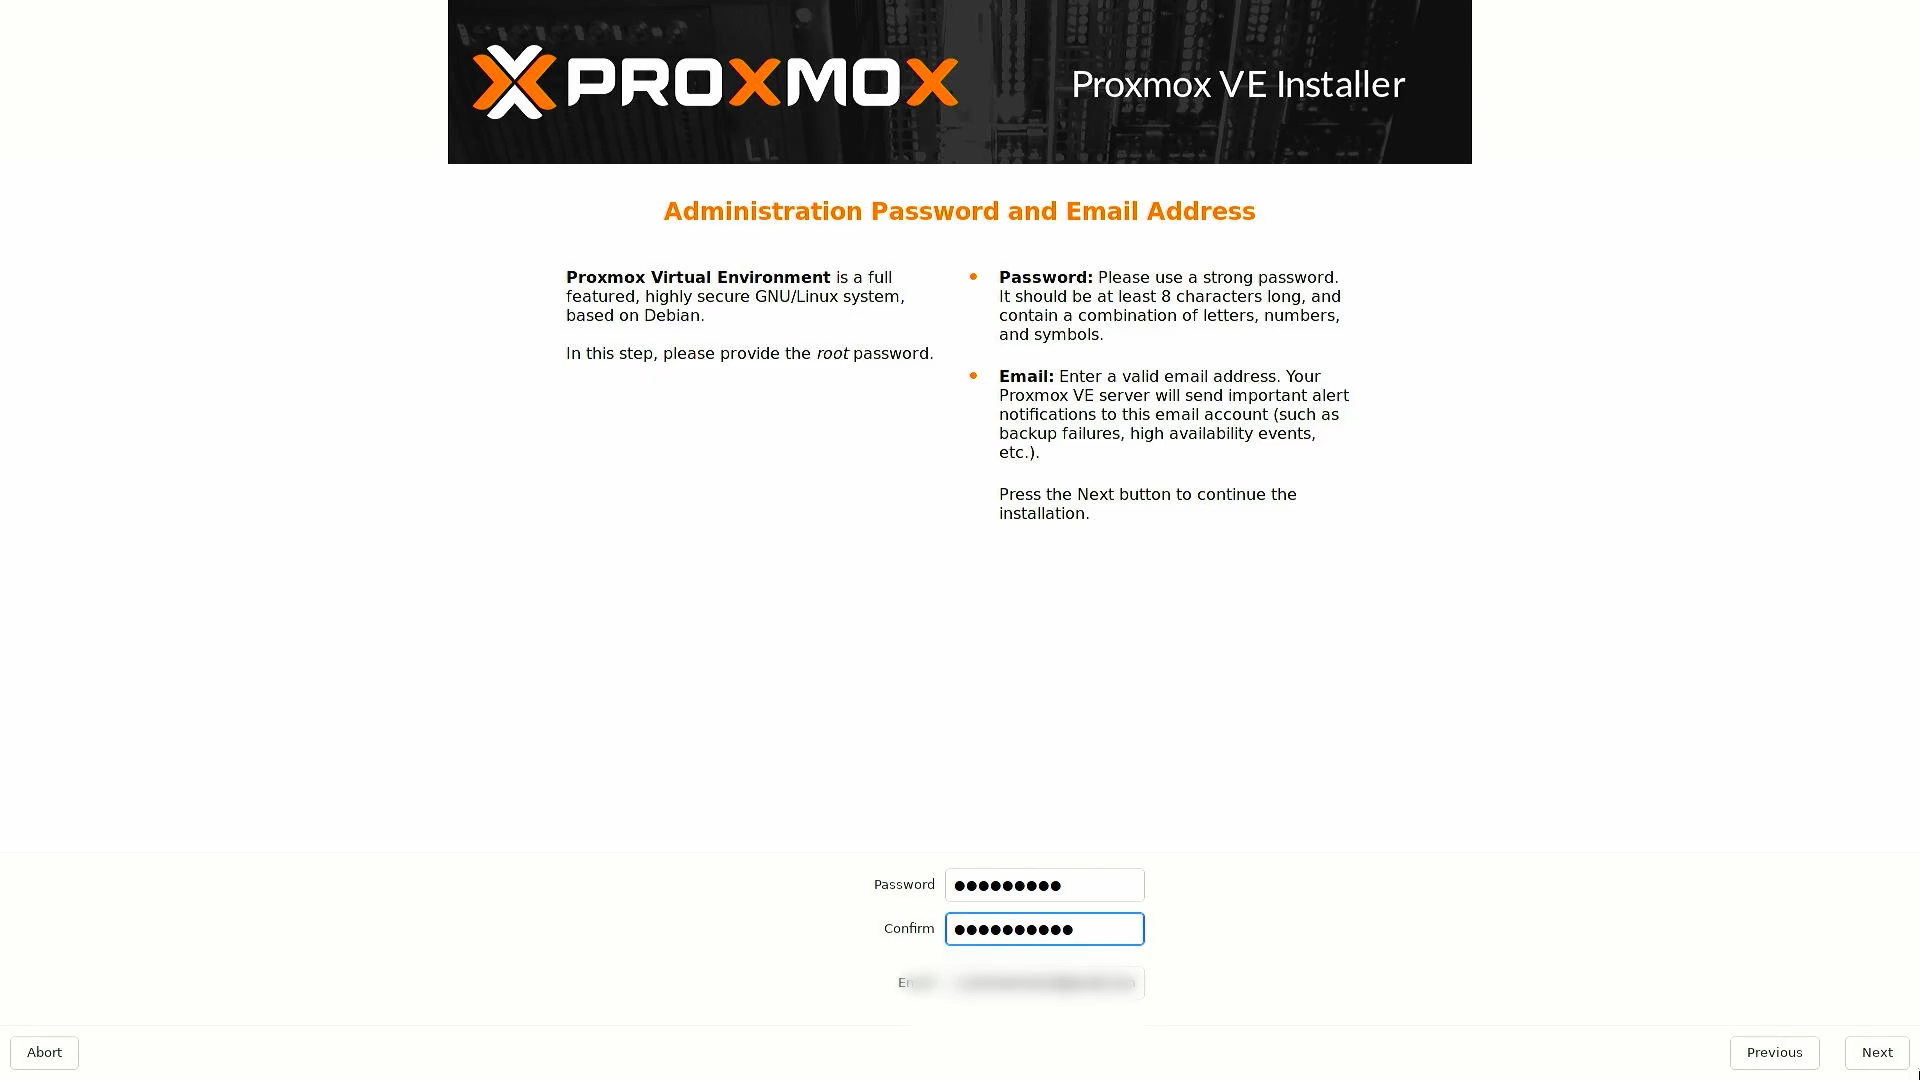 PROXMOX
Proxmox VE Installer
Administration Password and Email Address
Proxmox Virtual Environment is a full
featured, highly secure GNU/Linux system,
based on Debian.
In this step, please provide the root password.
Password: Please use a strong password.
It should be at least 8 characters long, and
contain a combination of letters, numbers,
and symbols.
Email: Enter a valid email address. Your
Proxmox VE server will send important alert
notifications to this email account (such as
backup failures, high availability events,
etc.).
Press the Next button to continue the
installation.
Password ●●●●●●●●●
Confirm ●●●●●●●●●●
Abort
Previous
Next